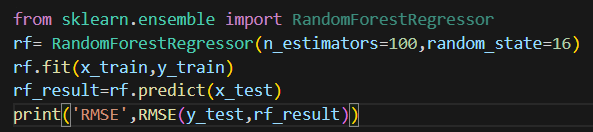 from sklearn.ensemble import RandomForestRegressor
rf= RandomForestRegressor(n_estimators=100,random_state=16)
rf.fit(x_train,y_train)
rf_result=rf.predict(x_test)
print('RMSE',RMSE(y_test,rf_result))